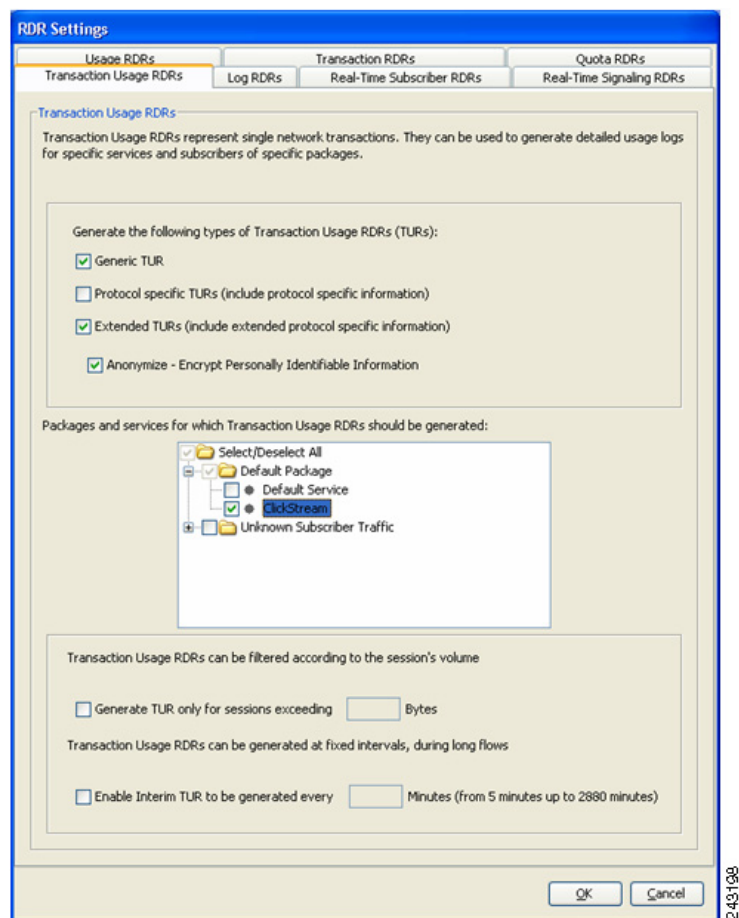 RDR Settings
Usage RDRs
Transaction RDRs
Quota RDRs
Transaction Usage RDRs
Log RDRs
Real-Time Subscriber RDRs
Real-Time Signaling RDRs
Transaction Usage RDRs
Transaction Usage RDRs represent single network transactions. They can be used to generate detailed usage logs
for specific services and subscribers of specific packages.
Generate the following types of Transaction Usage RDRs (TURs):
Generic TUR
Protocol specific TURs (include protocol specific information)
Extended TURs (include extended protocol specific information)
Anonymize - Encrypt Personally Identifiable Information
Packages and services for which Transaction Usage RDRs should be generated:
Select/Deselect All
Default Package
Default Service
ClickStream
Unknown Subscriber Traffic
Transaction Usage RDRs can be filtered according to the session's volume
Generate TUR only for sessions exceeding Bytes
Transaction Usage RDRs can be generated at fixed intervals, during long flows
Enable Interim TUR to be generated every Minutes (from 5 minutes up to 2880 minutes)
OK
Cancel
243198